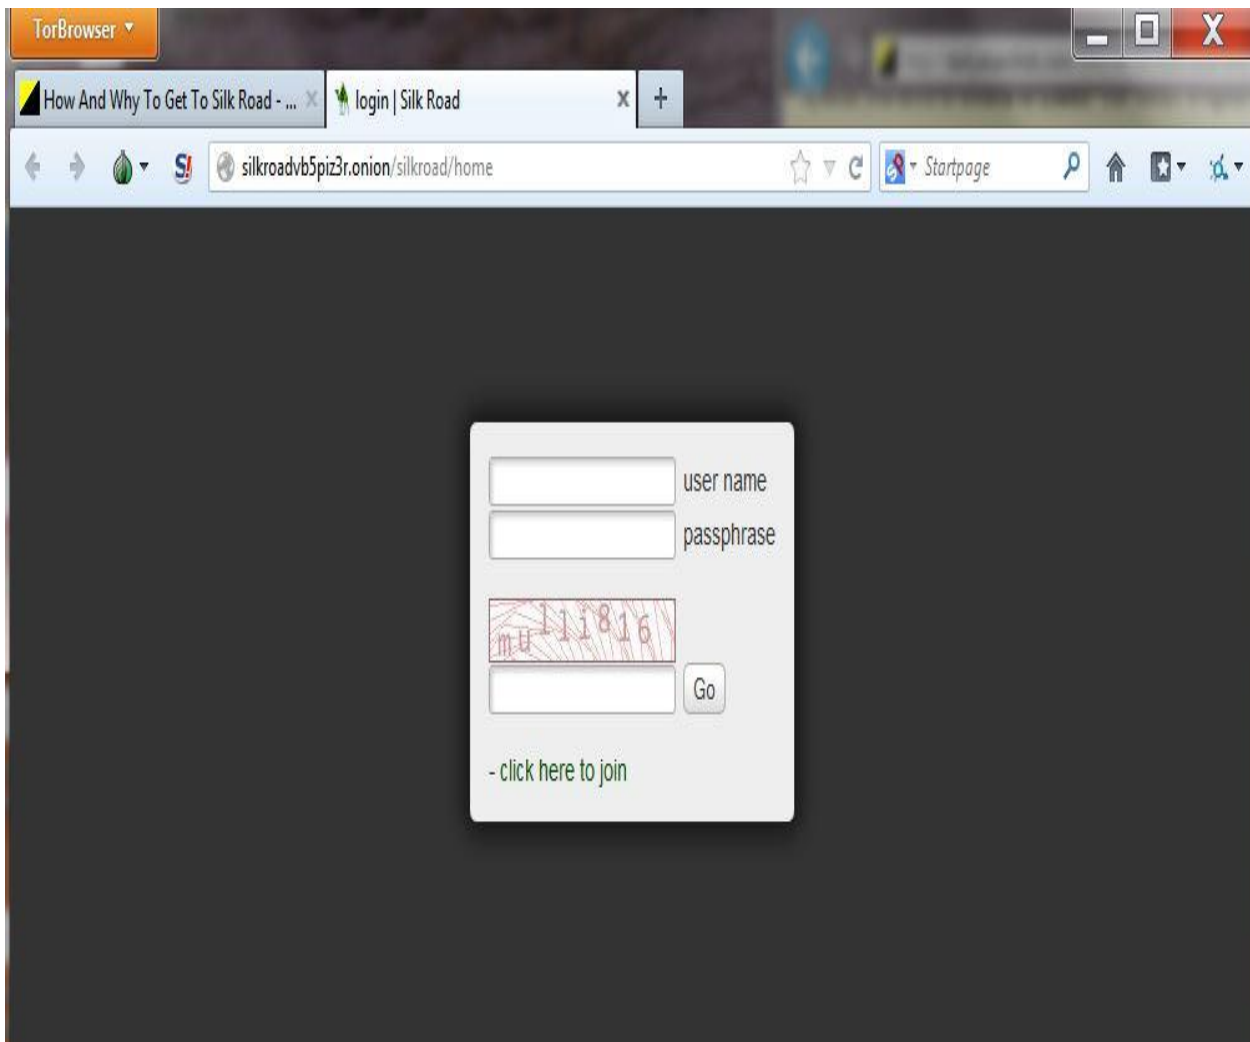 TorBrowser
How And Why To Get To Silk Road - ...
login | Silk Road
silkroadvb5piz3r.onion/silkroad/home
Startpage
user name
passphrase
mulli816
Go
- click here to join